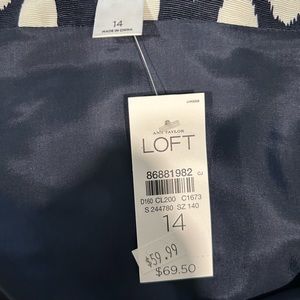 14
MADE IN CHINA
ANN TAYLOR
LOFT
86881982
D160 CL200 C1673
S 244780 SZ 140
14
$59.99
$69.50